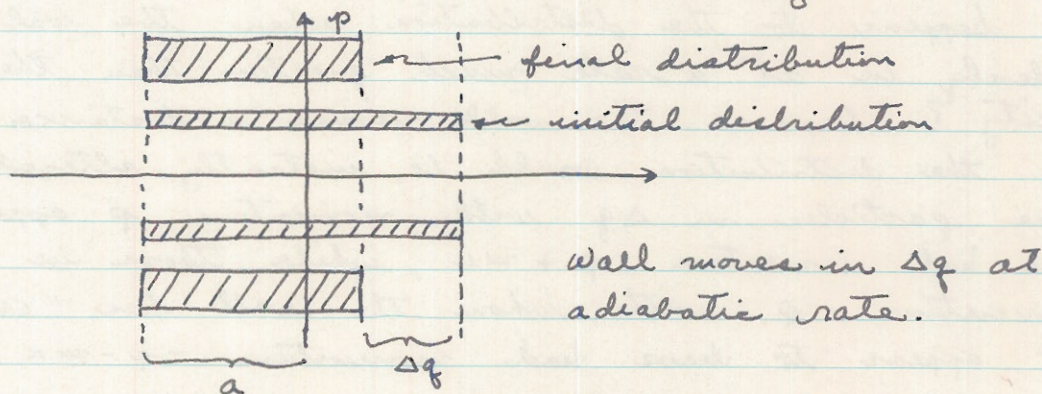 p
final distribution
initial distribution
wall moves in Δq at
adiabatic rate.
a
Δq